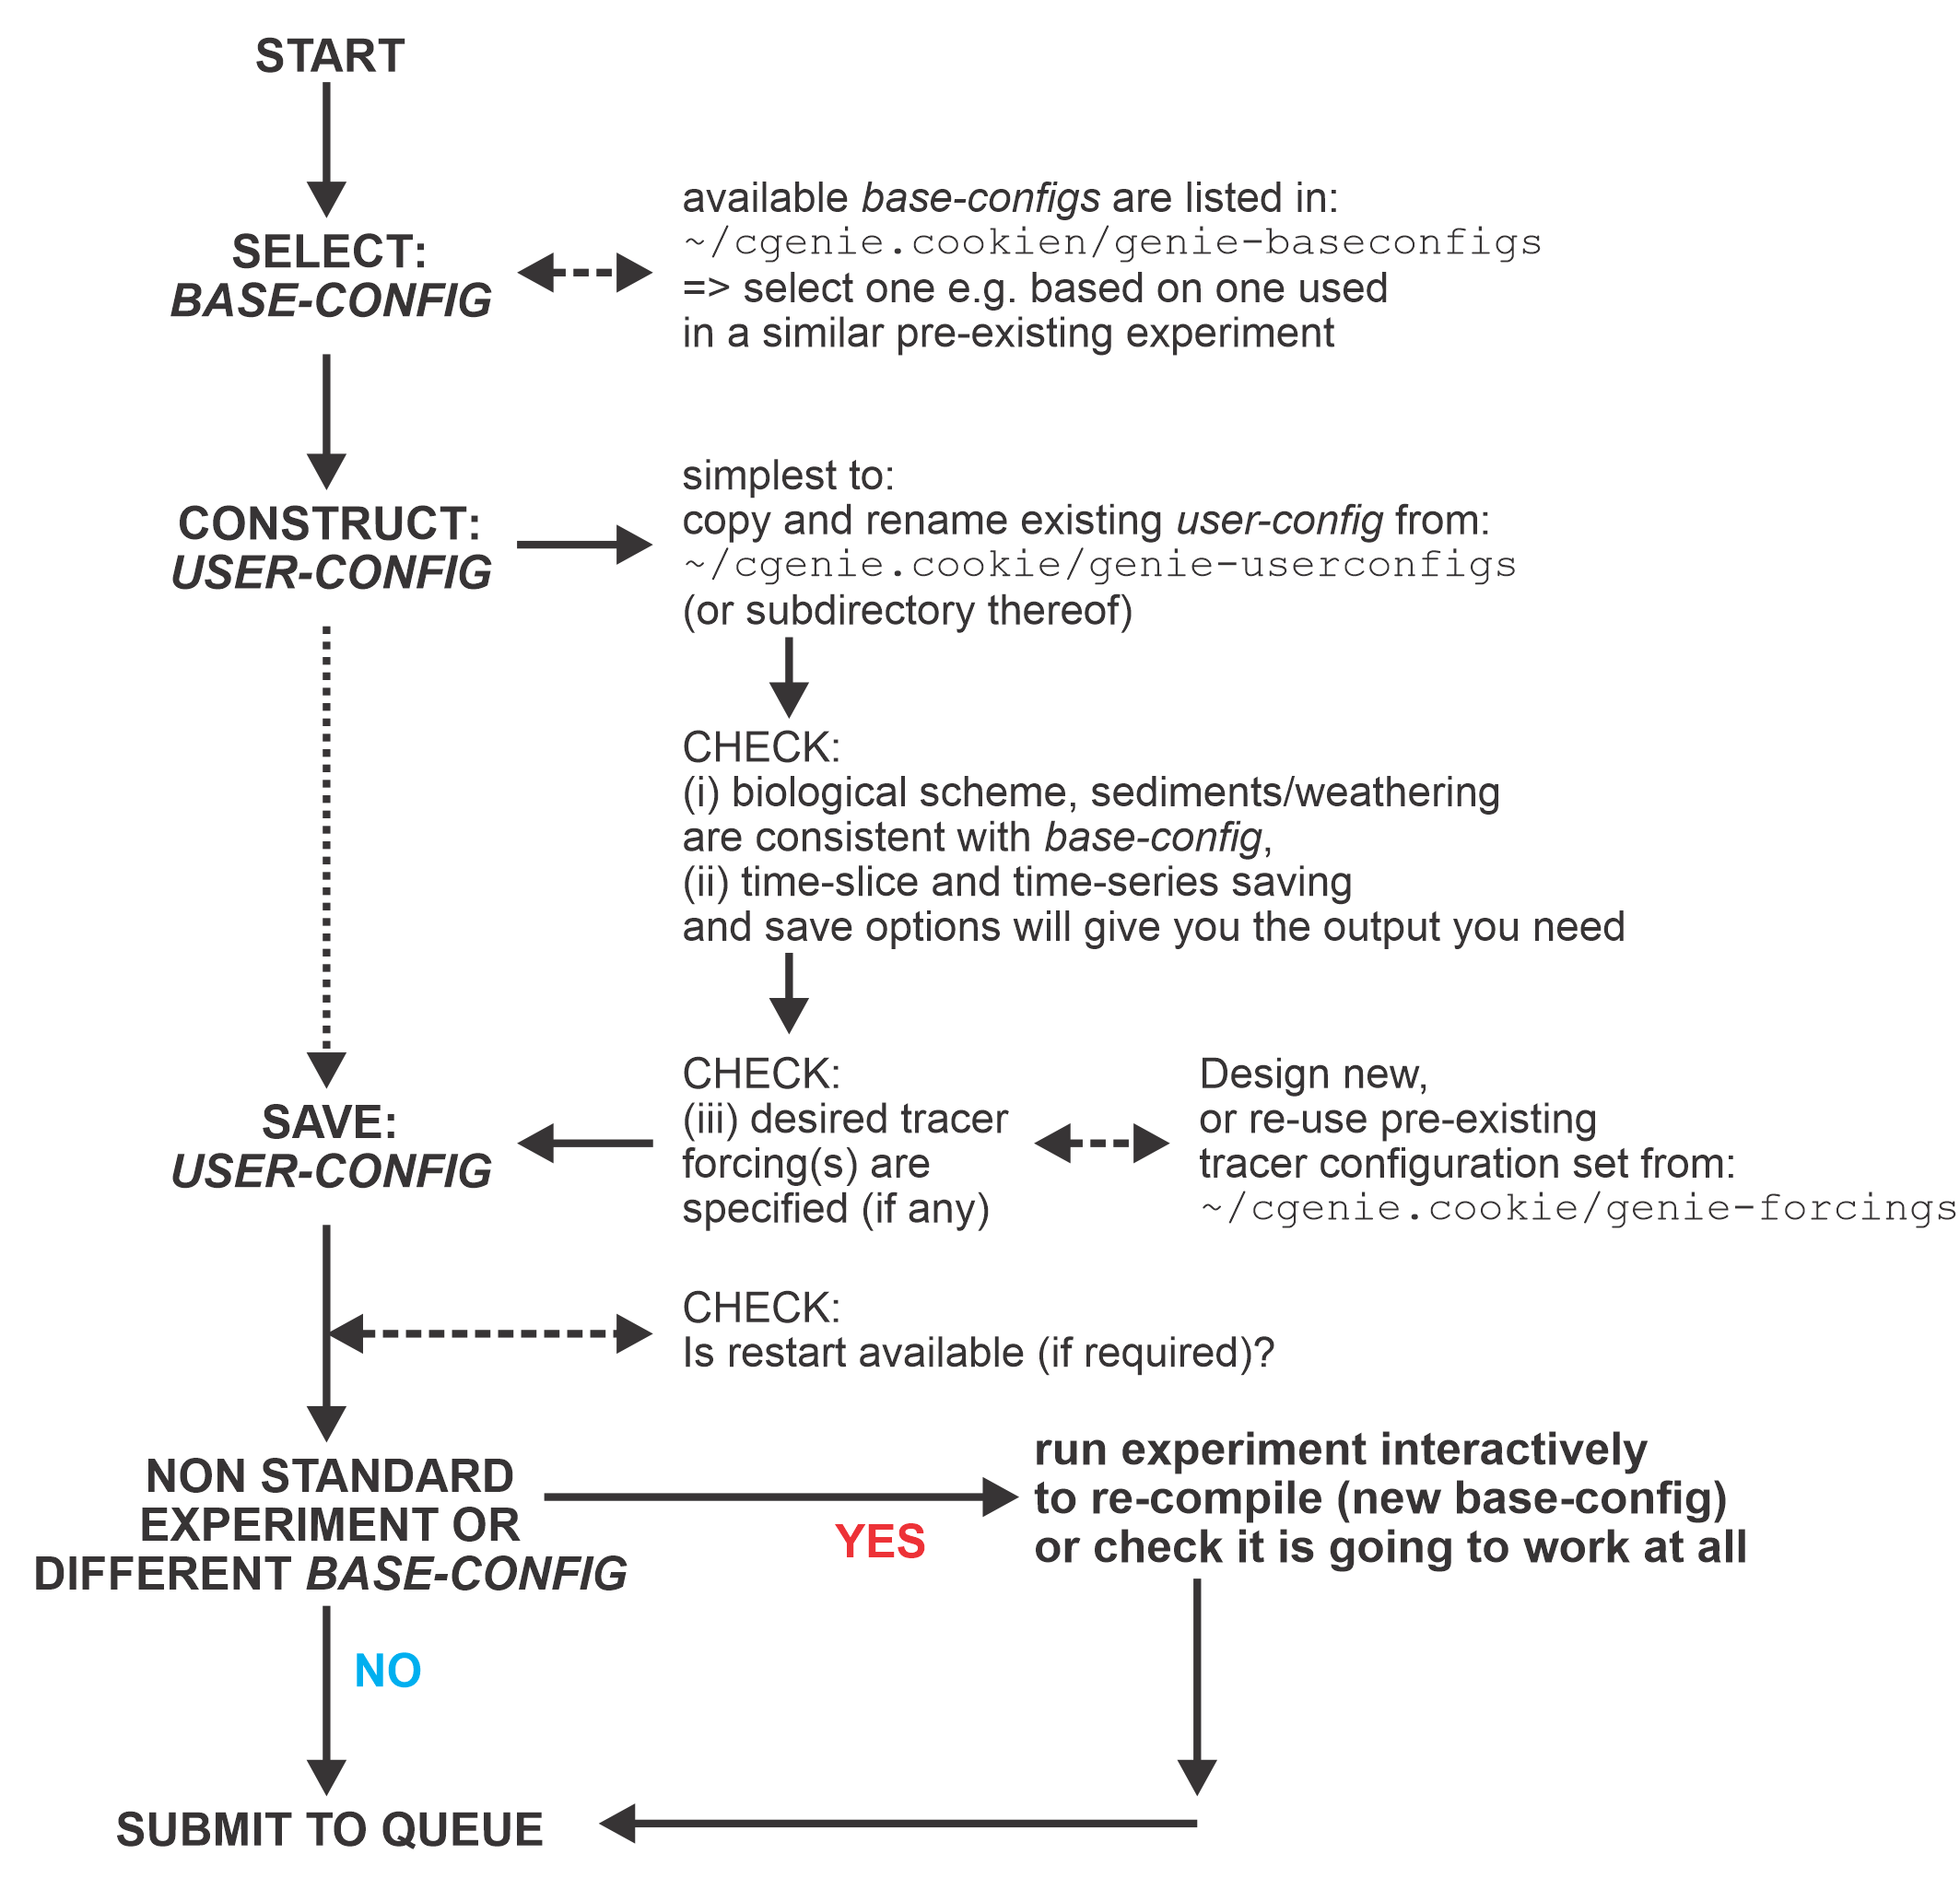 START
SELECT:
BASE-CONFIG
available base-configs are listed in:
~/cgenie.cookien/genie-baseconfigs
=> select one e.g. based on one used
in a similar pre-existing experiment
CONSTRUCT:
USER-CONFIG
simplest to:
copy and rename existing user-config from:
~/cgenie.cookie/genie-userconfigs
(or subdirectory thereof)
CHECK:
(i) biological scheme, sediments/weathering
are consistent with base-config,
(ii) time-slice and time-series saving
and save options will give you the output you need
SAVE:
USER-CONFIG
CHECK:
(iii) desired tracer
forcing(s) are
specified (if any)
Design new,
or re-use pre-existing
tracer configuration set from:
~/cgenie.cookie/genie-forcings
CHECK:
Is restart available (if required)?
NON STANDARD
EXPERIMENT OR
DIFFERENT BASE-CONFIG
YES
run experiment interactively
to re-compile (new base-config)
or check it is going to work at all
NO
SUBMIT TO QUEUE